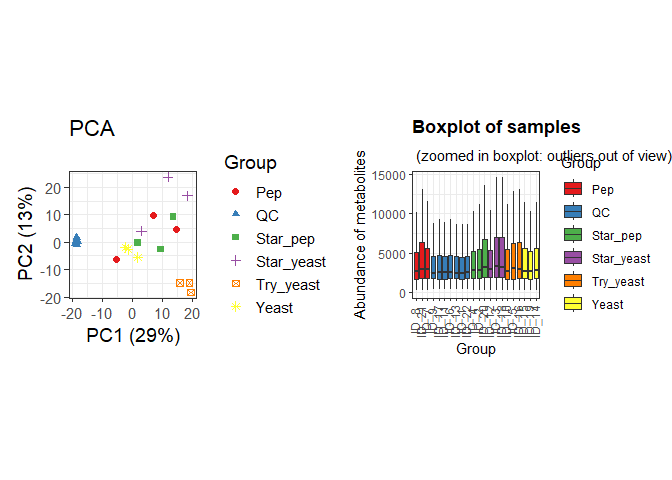 PCA
Group
Pep
QC
Star_pep
Star_yeast
Try_yeast
Yeast
20
10
0
-10
-20
-20 -10 0 10 20
PC2 (13%)
PC1 (29%)
Boxplot of samples
(zoomed in boxplot: outliers out of view)
Group
Pep
QC
Star_pep
Star_yeast
Try_yeast
Yeast
15000
10000
5000
0
Abundance of metabolites
Group